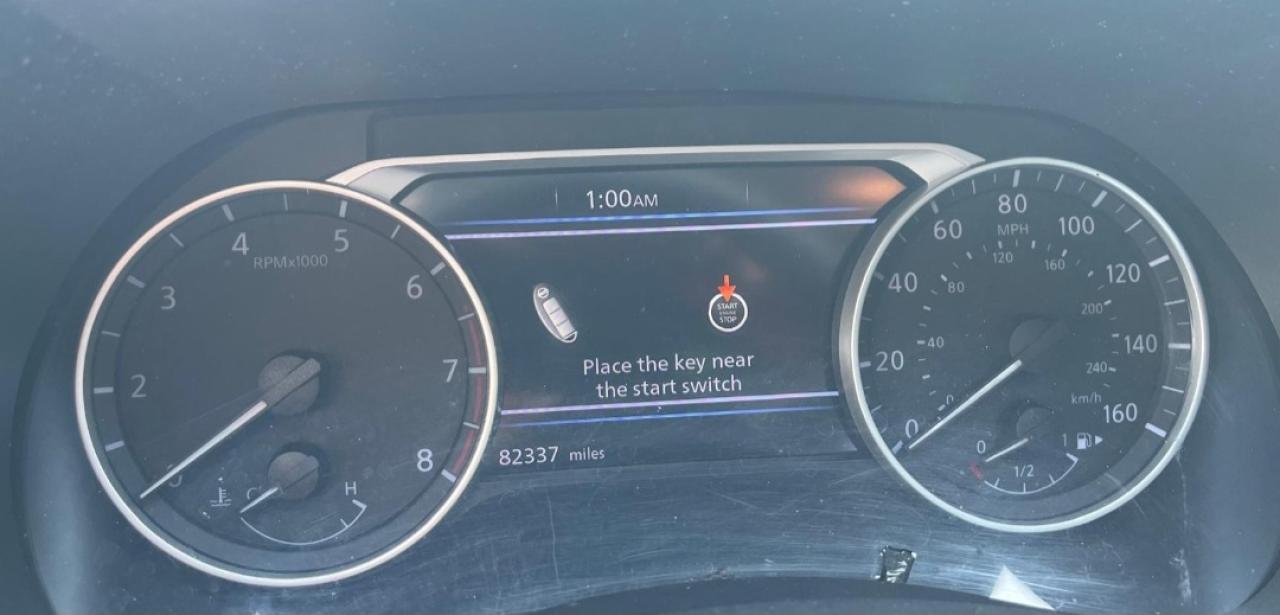 1:00AM
4
5
RPMx1000
3
6
2
7
8
C
H
START
ENGINE
STOP
Place the key near
the start switch
82337 miles
80
MPH
60
100
40
120
20
140
0
160
120
160
80
200
40
240
0
km/h
0
1
1/2